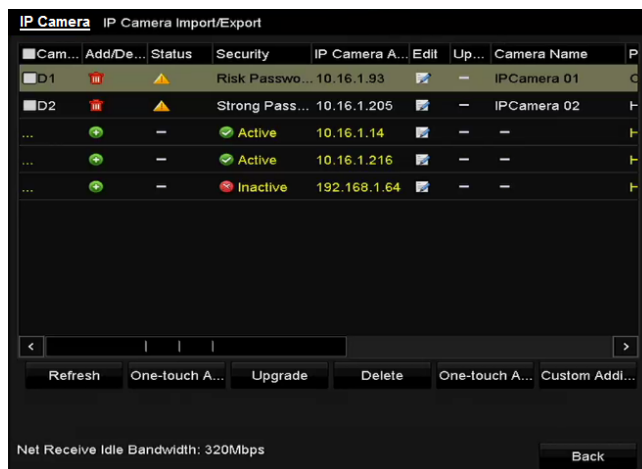 IP Camera IP Camera Import/Export
Cam... Add/De... Status Security IP Camera A... Edit Up... Camera Name P
D1 Risk Passwo... 10.16.1.93 – IPCamera 01
D2 Strong Pass... 10.16.1.205 – IPCamera 02 H
... – Active 10.16.1.14 – – H
... – Active 10.16.1.216 – – H
... – Inactive 192.168.1.64 – – H
Refresh One-touch A... Upgrade Delete One-touch A... Custom Addi...
Net Receive Idle Bandwidth: 320Mbps
Back